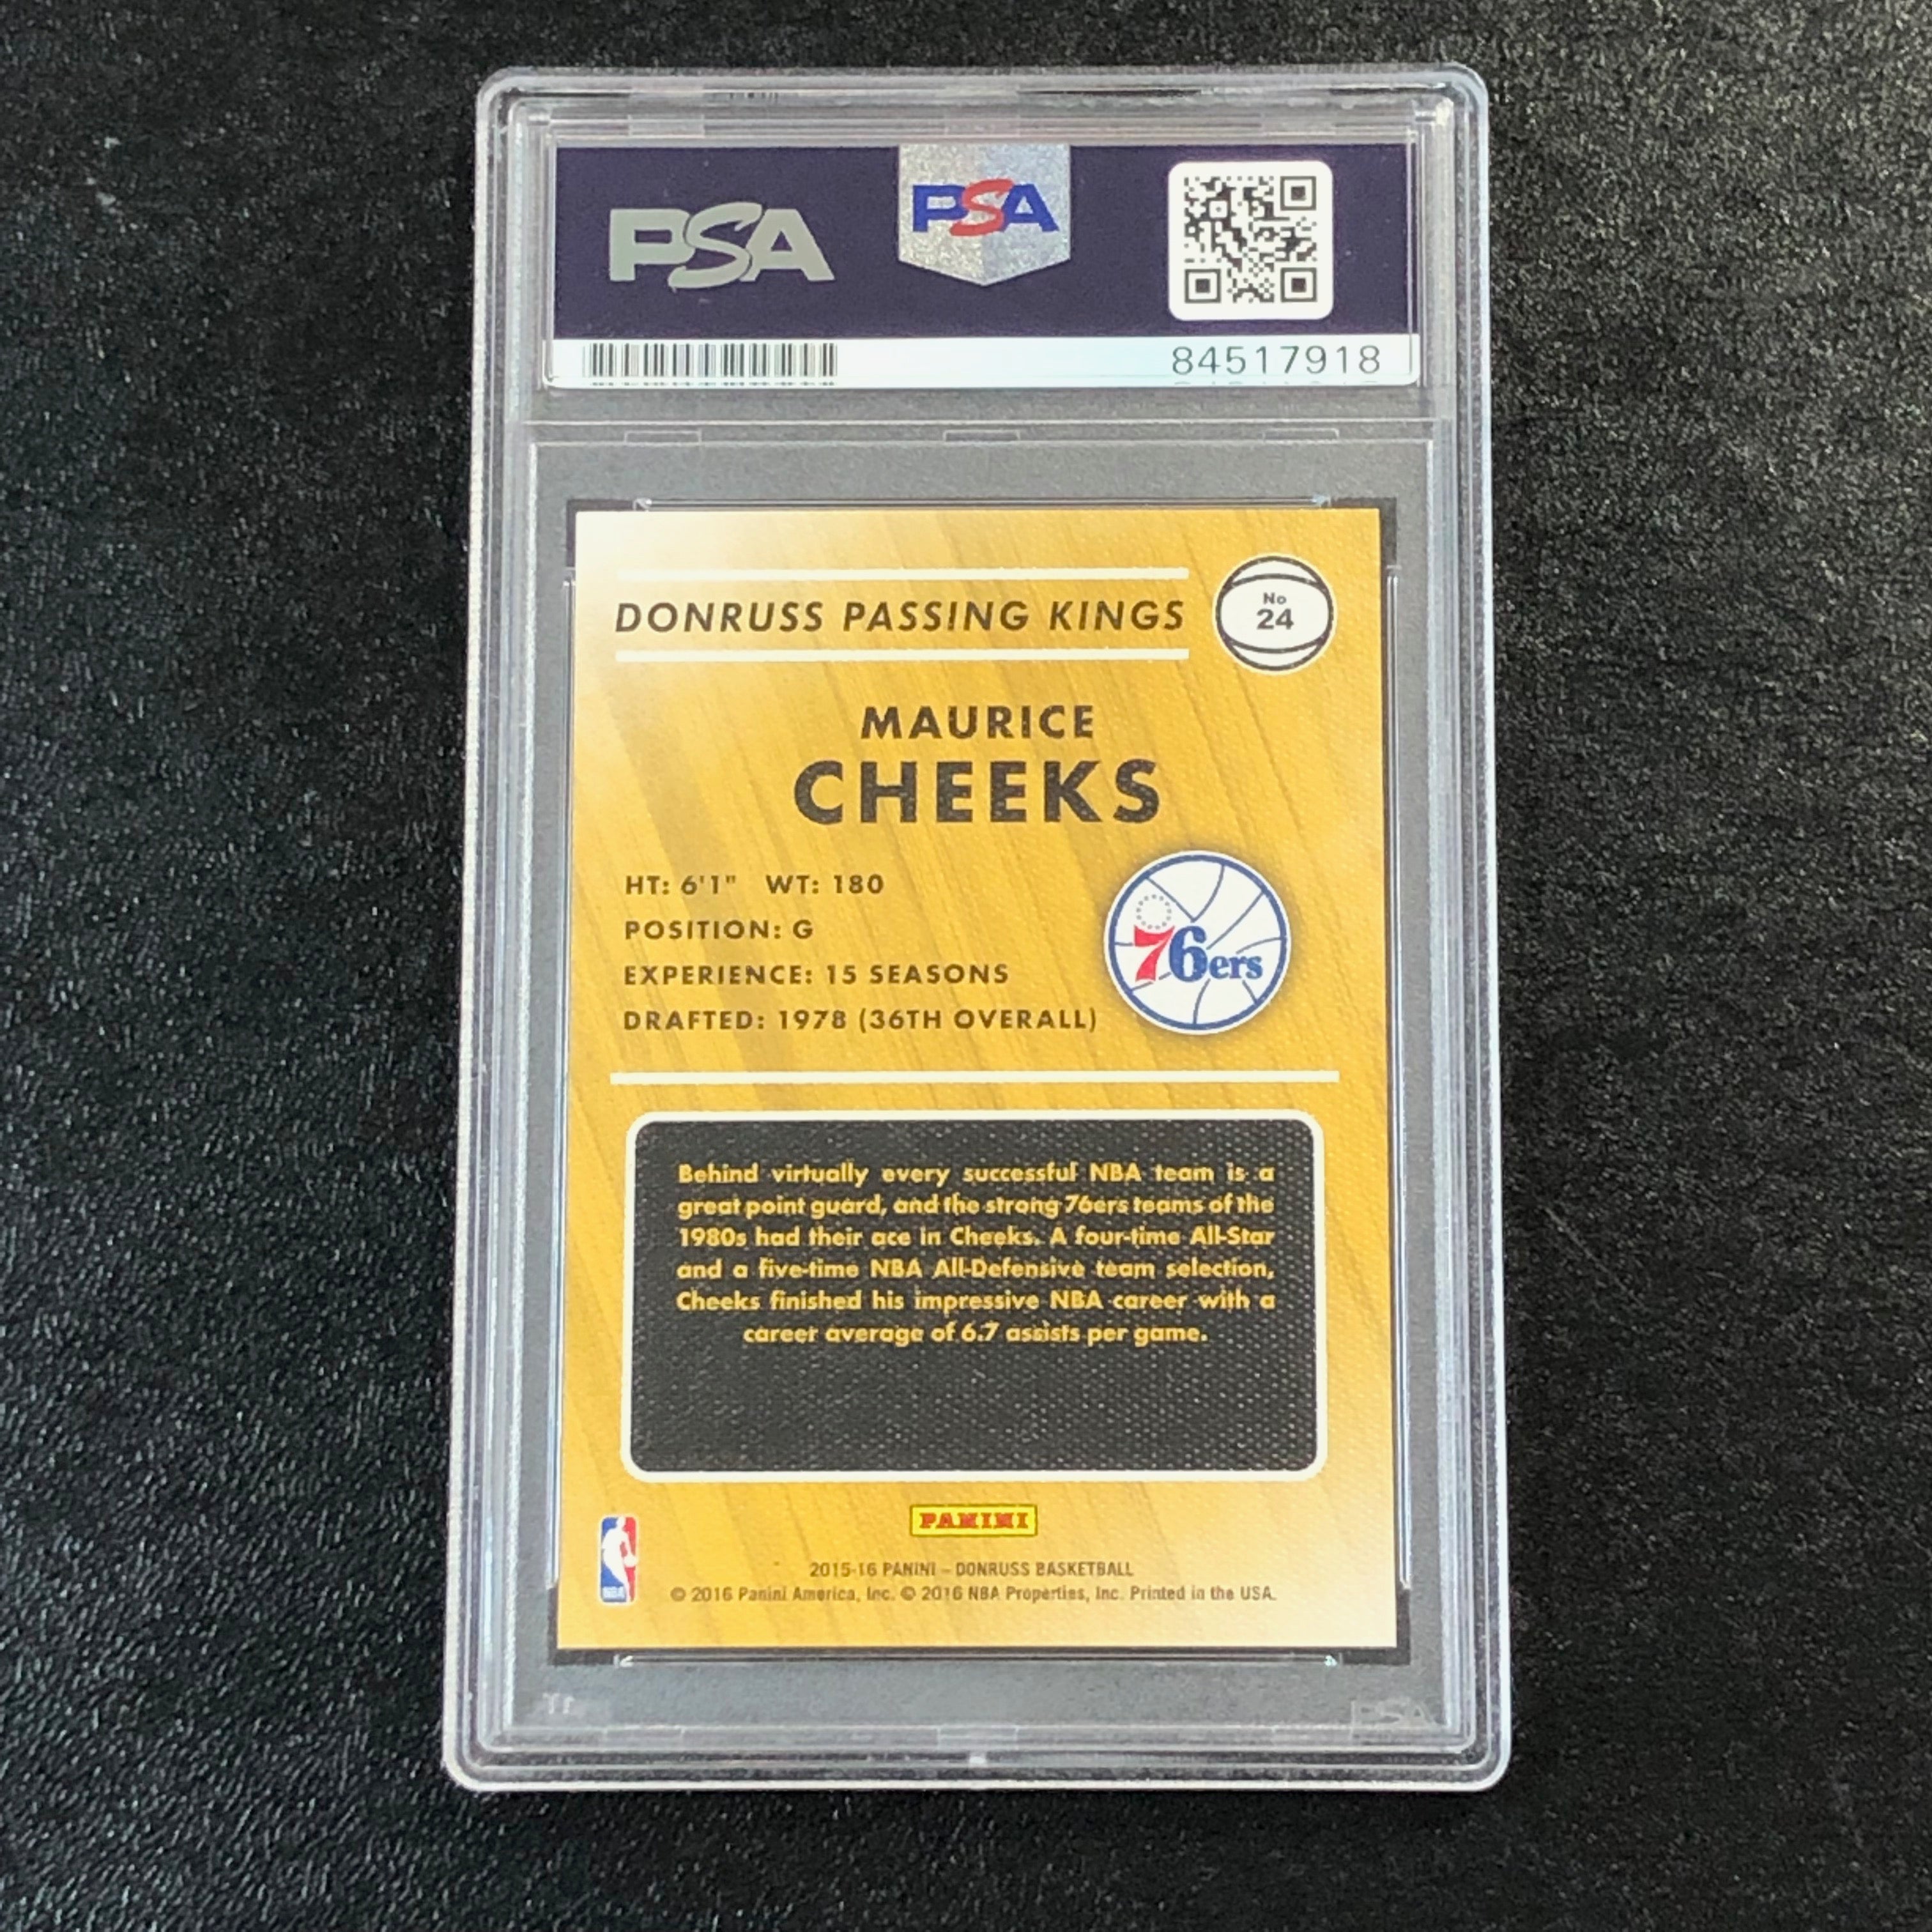 PSA
PSA
84517918
DONRUSS PASSING KINGS
No
24
MAURICE
CHEEKS
HT: 6'1" WT: 180
POSITION: G
EXPERIENCE: 15 SEASONS
DRAFTED: 1978 (36TH OVERALL)
76ers
Behind virtually every successful NBA team is a
great point guard, and the strong 76ers teams of the
1980s had their ace in Cheeks. A four-time All-Star
and a five-time NBA All-Defensive team selection,
Cheeks finished his impressive NBA career with a
career average of 6.7 assists per game.
PANINI
NBA
2015-16 PANINI – DONRUSS BASKETBALL
© 2016 Panini America, Inc. © 2016 NBA Properties, Inc. Printed in the USA.
PSA